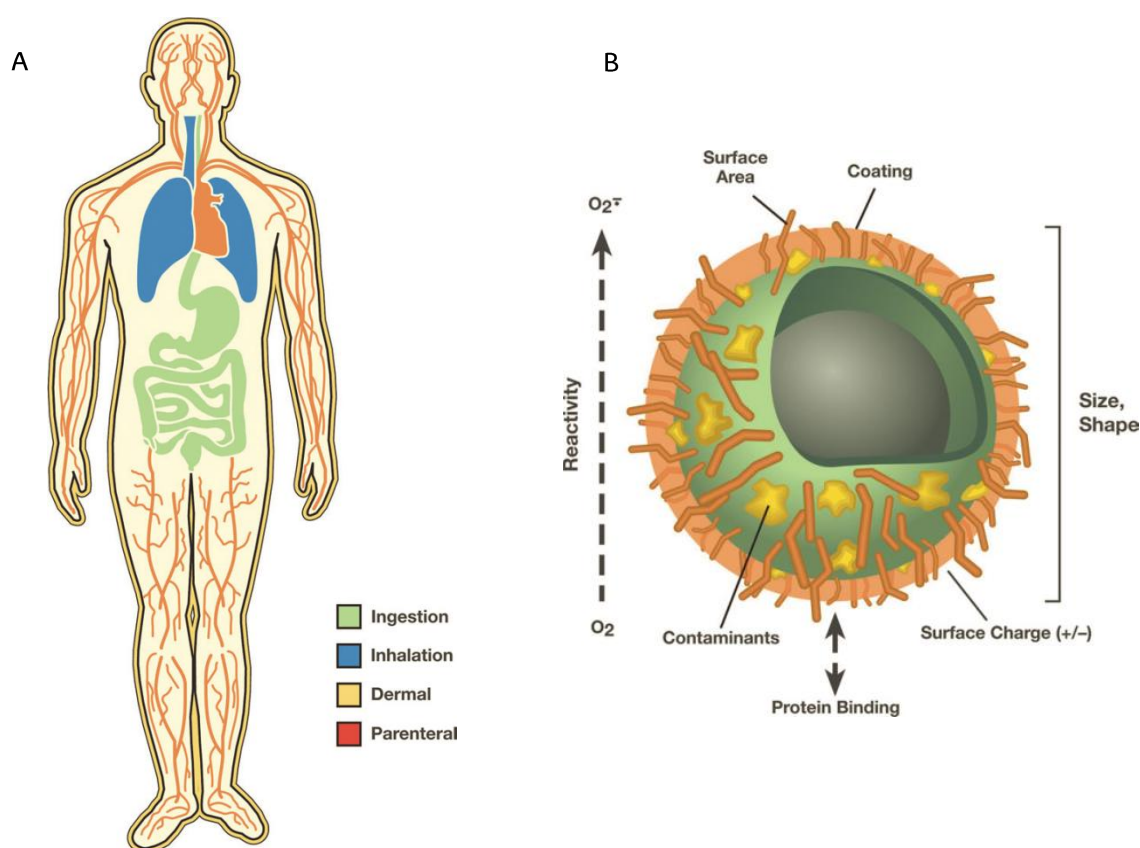 A
Ingestion
Inhalation
Dermal
Parenteral
B
Surface
Area
Coating
O₂⨪
Reactivity
Size,
Shape
O₂
Contaminants
Surface Charge (+/–)
Protein Binding